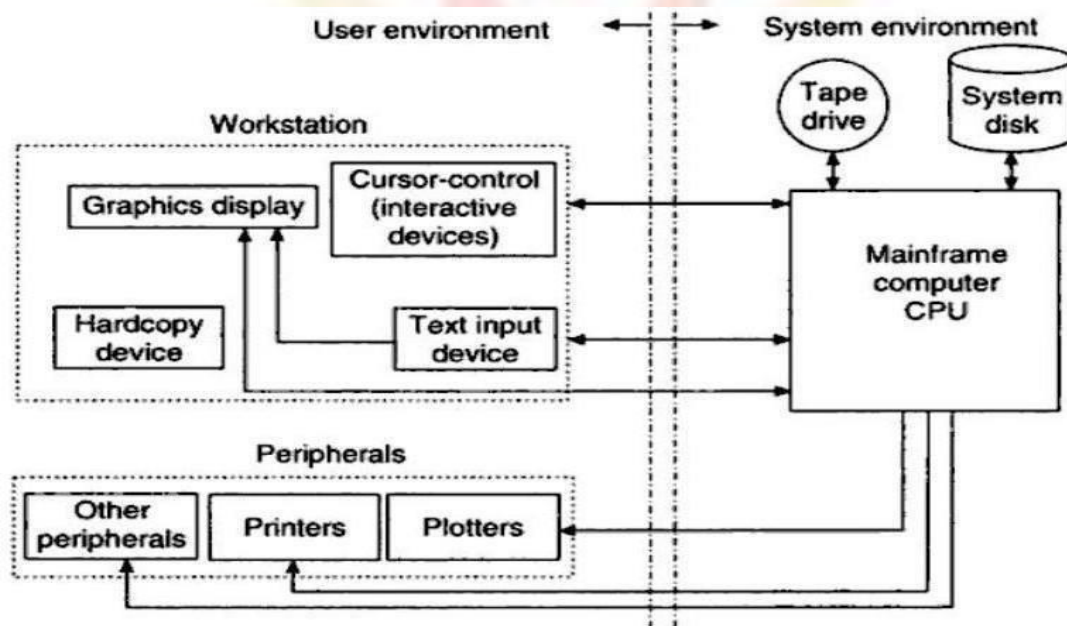 User environment
System environment
Tape
drive
System
disk
Workstation
Graphics display
Cursor-control
(interactive
devices)
Mainframe
computer
CPU
Hardcopy
device
Text input
device
Peripherals
Other
peripherals
Printers
Plotters